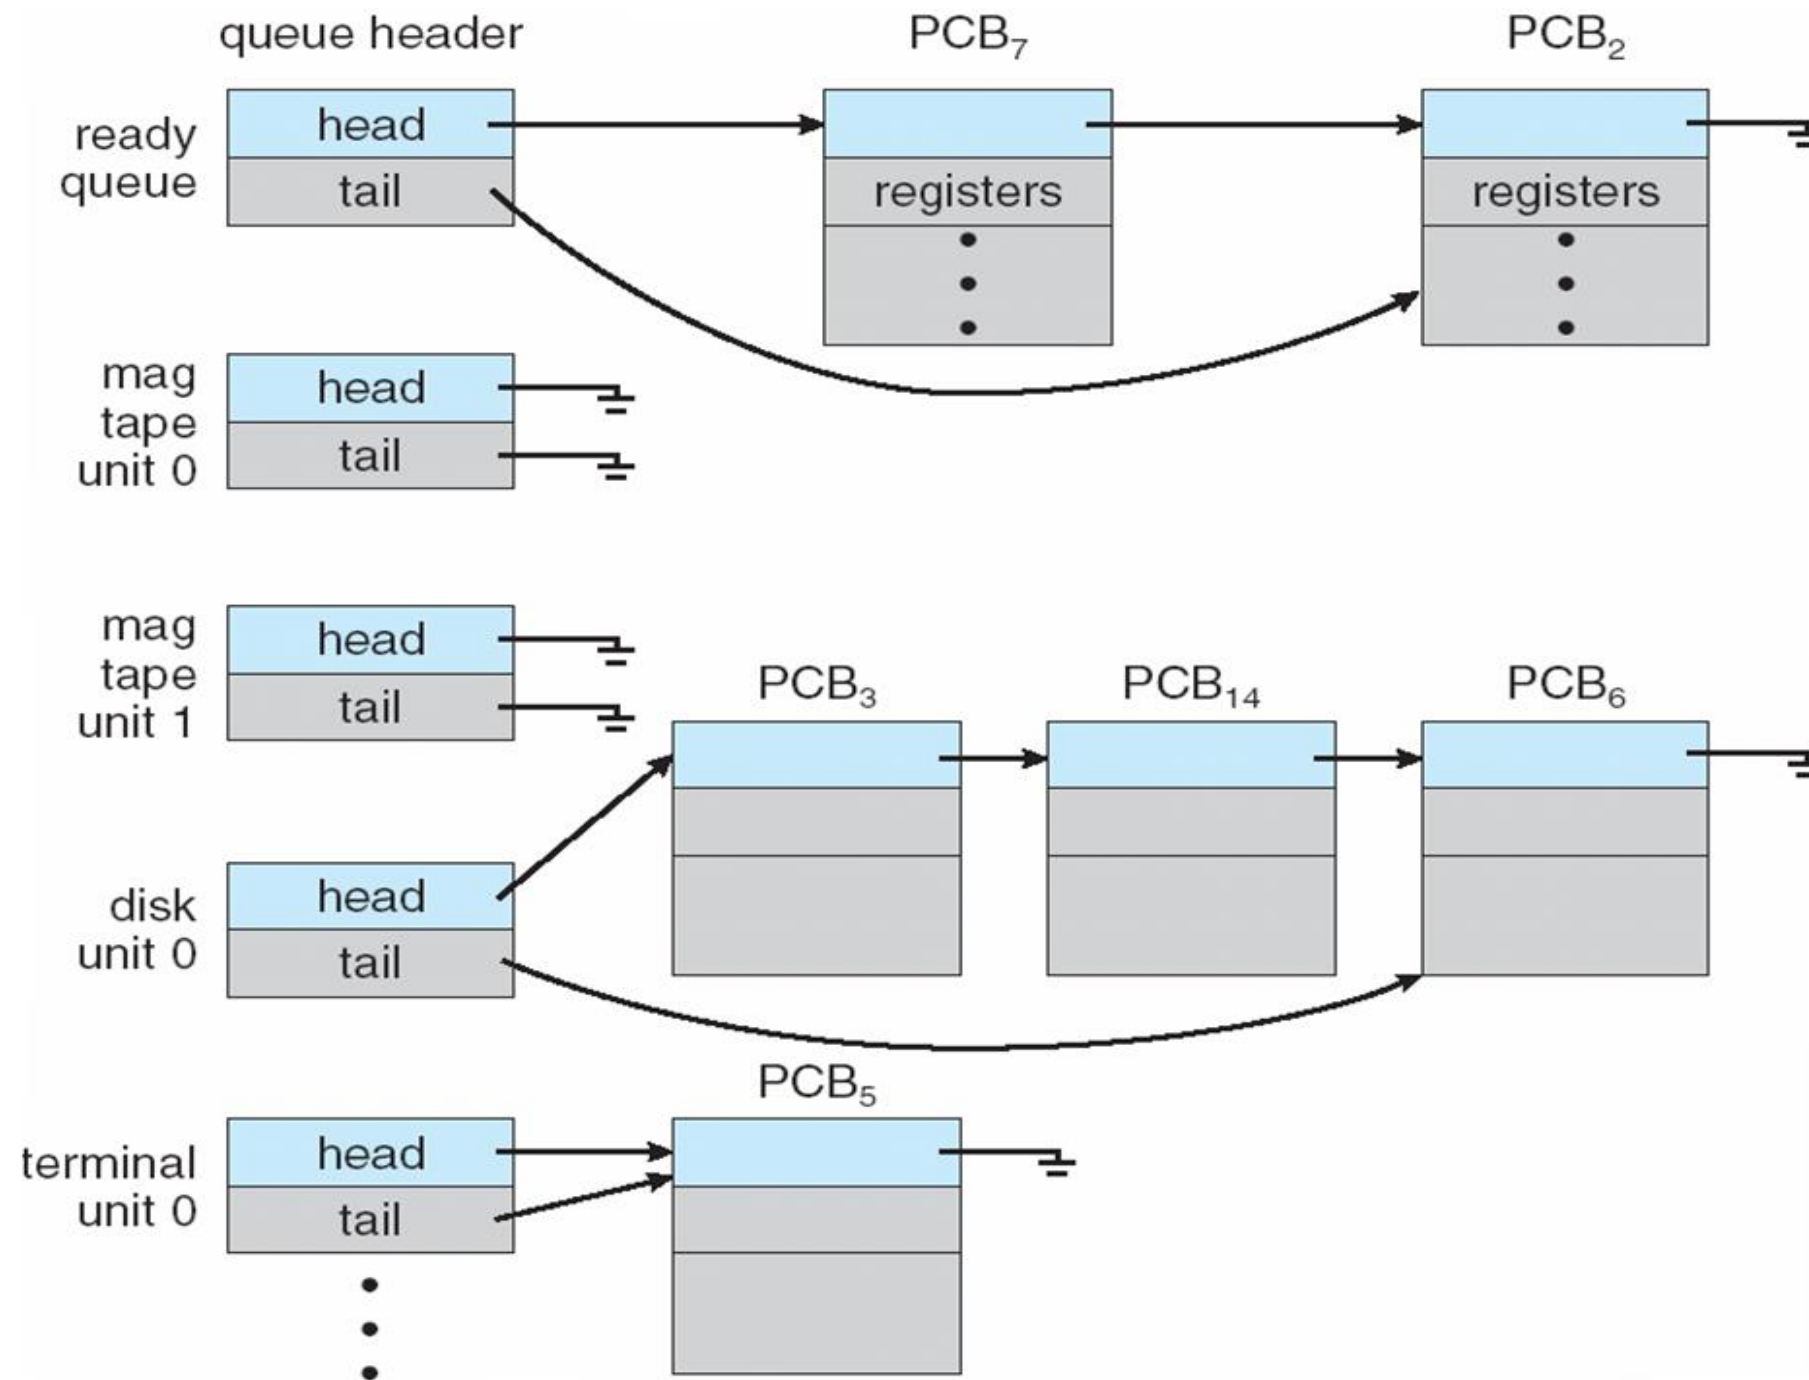 queue header
PCB₇
PCB₂
ready
queue
head
tail
registers
registers
mag
tape
unit 0
head
tail
mag
tape
unit 1
head
tail
PCB₃
PCB₁₄
PCB₆
disk
unit 0
head
tail
PCB₅
terminal
unit 0
head
tail